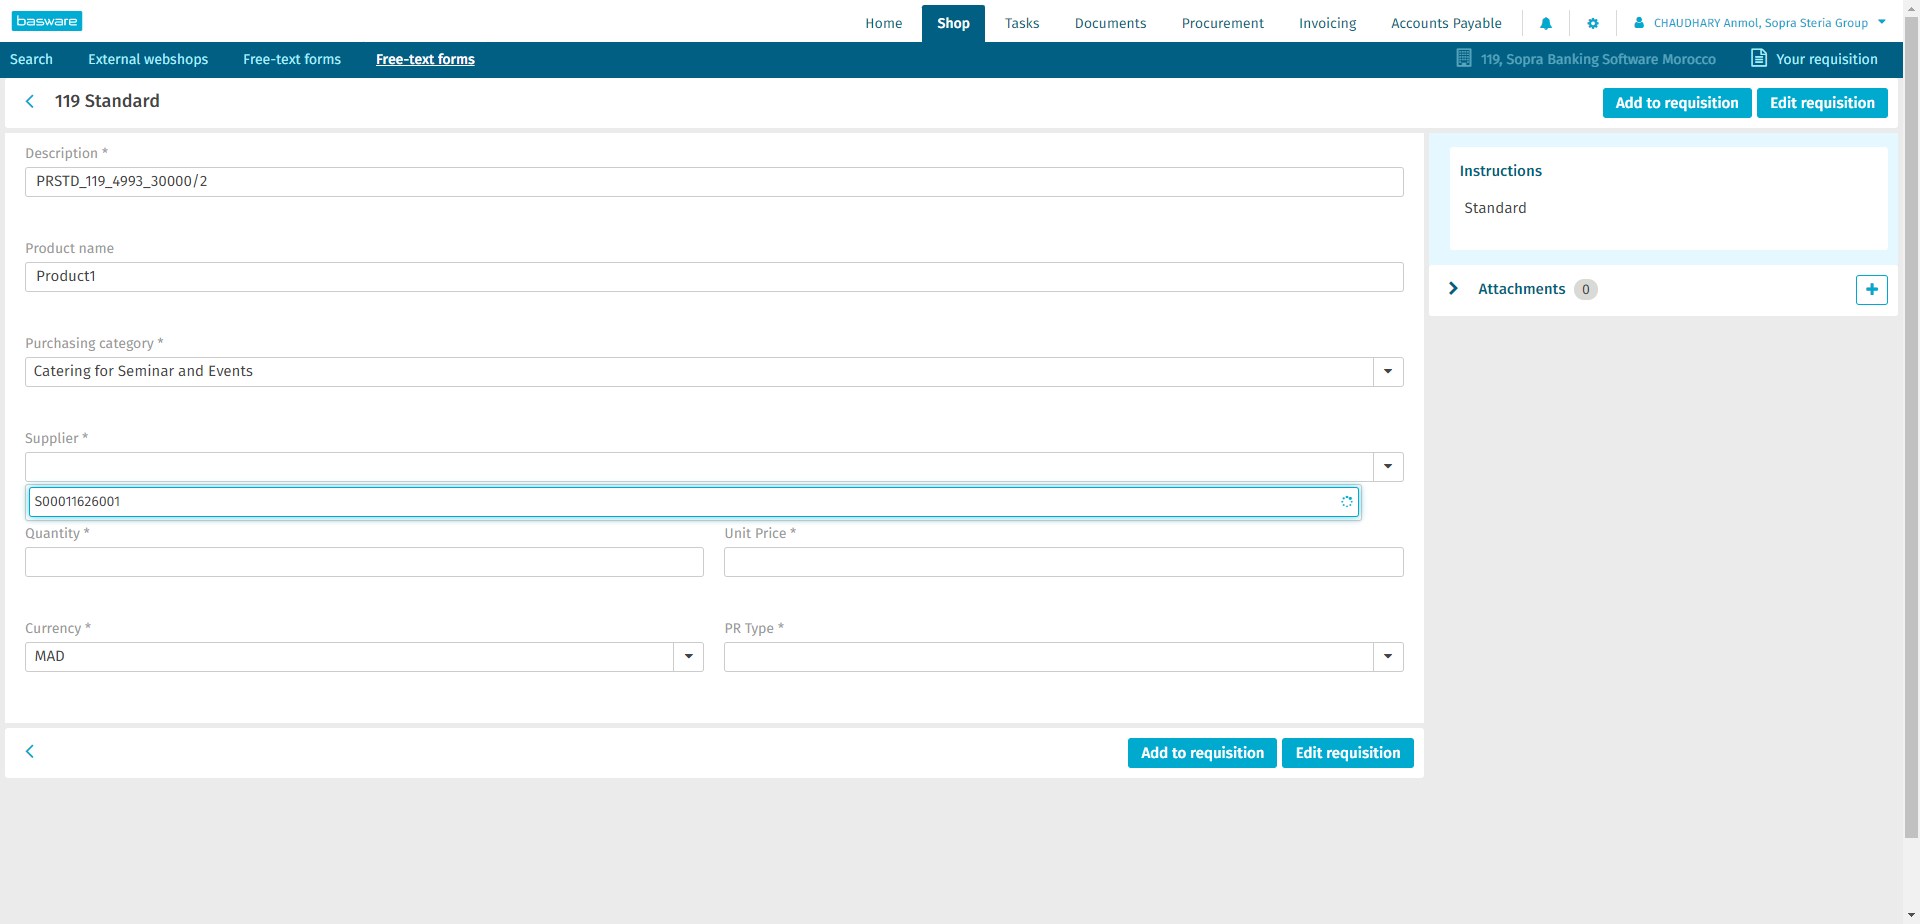 basware
Home Shop Tasks Documents Procurement Invoicing Accounts Payable CHAUDHARY Anmol, Sopra Steria Group
Search External webshops Free-text forms Free-text forms 119, Sopra Banking Software Morocco Your requisition
119 Standard Add to requisition Edit requisition
Description *
PRSTD_119_4993_30000/2
Instructions
Standard
Product name
Product1
Attachments 0
Purchasing category *
Catering for Seminar and Events
Supplier *
S00011626001
Quantity * Unit Price *
Currency * PR Type *
MAD
Add to requisition Edit requisition